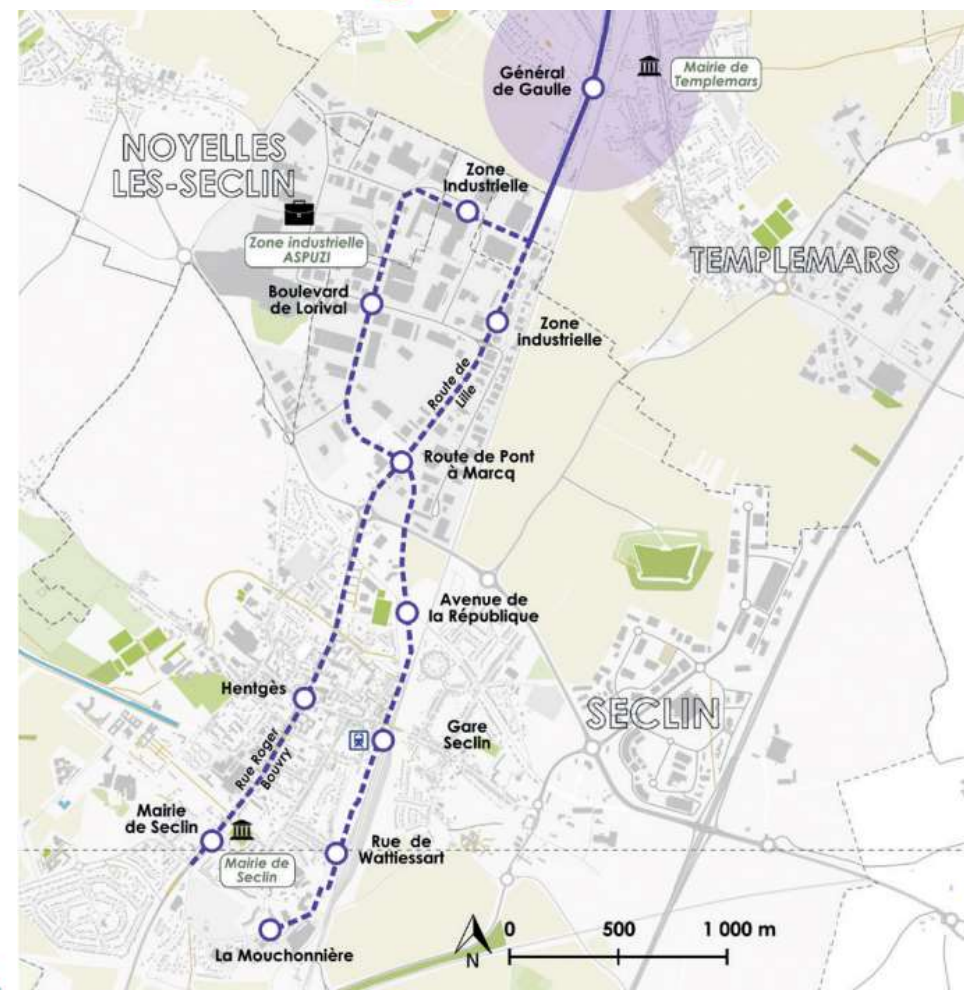 Général
de Gaulle
Mairie de
Templemars
NOYELLES
LES-SECLIN
Zone
Industrielle
Zone industrielle
ASPUZI
TEMPLEMARS
Boulevard
de Lorival
Zone
industrielle
Route de
Lille
Route de Pont
à Marcq
Avenue de
la République
Hentgès
SECLIN
Gare
Seclin
Rue Roger
Bouvry
Mairie
de Seclin
Rue de
Wattiessart
Mairie de
Seclin
0 500 1 000 m
N
La Mouchonnière